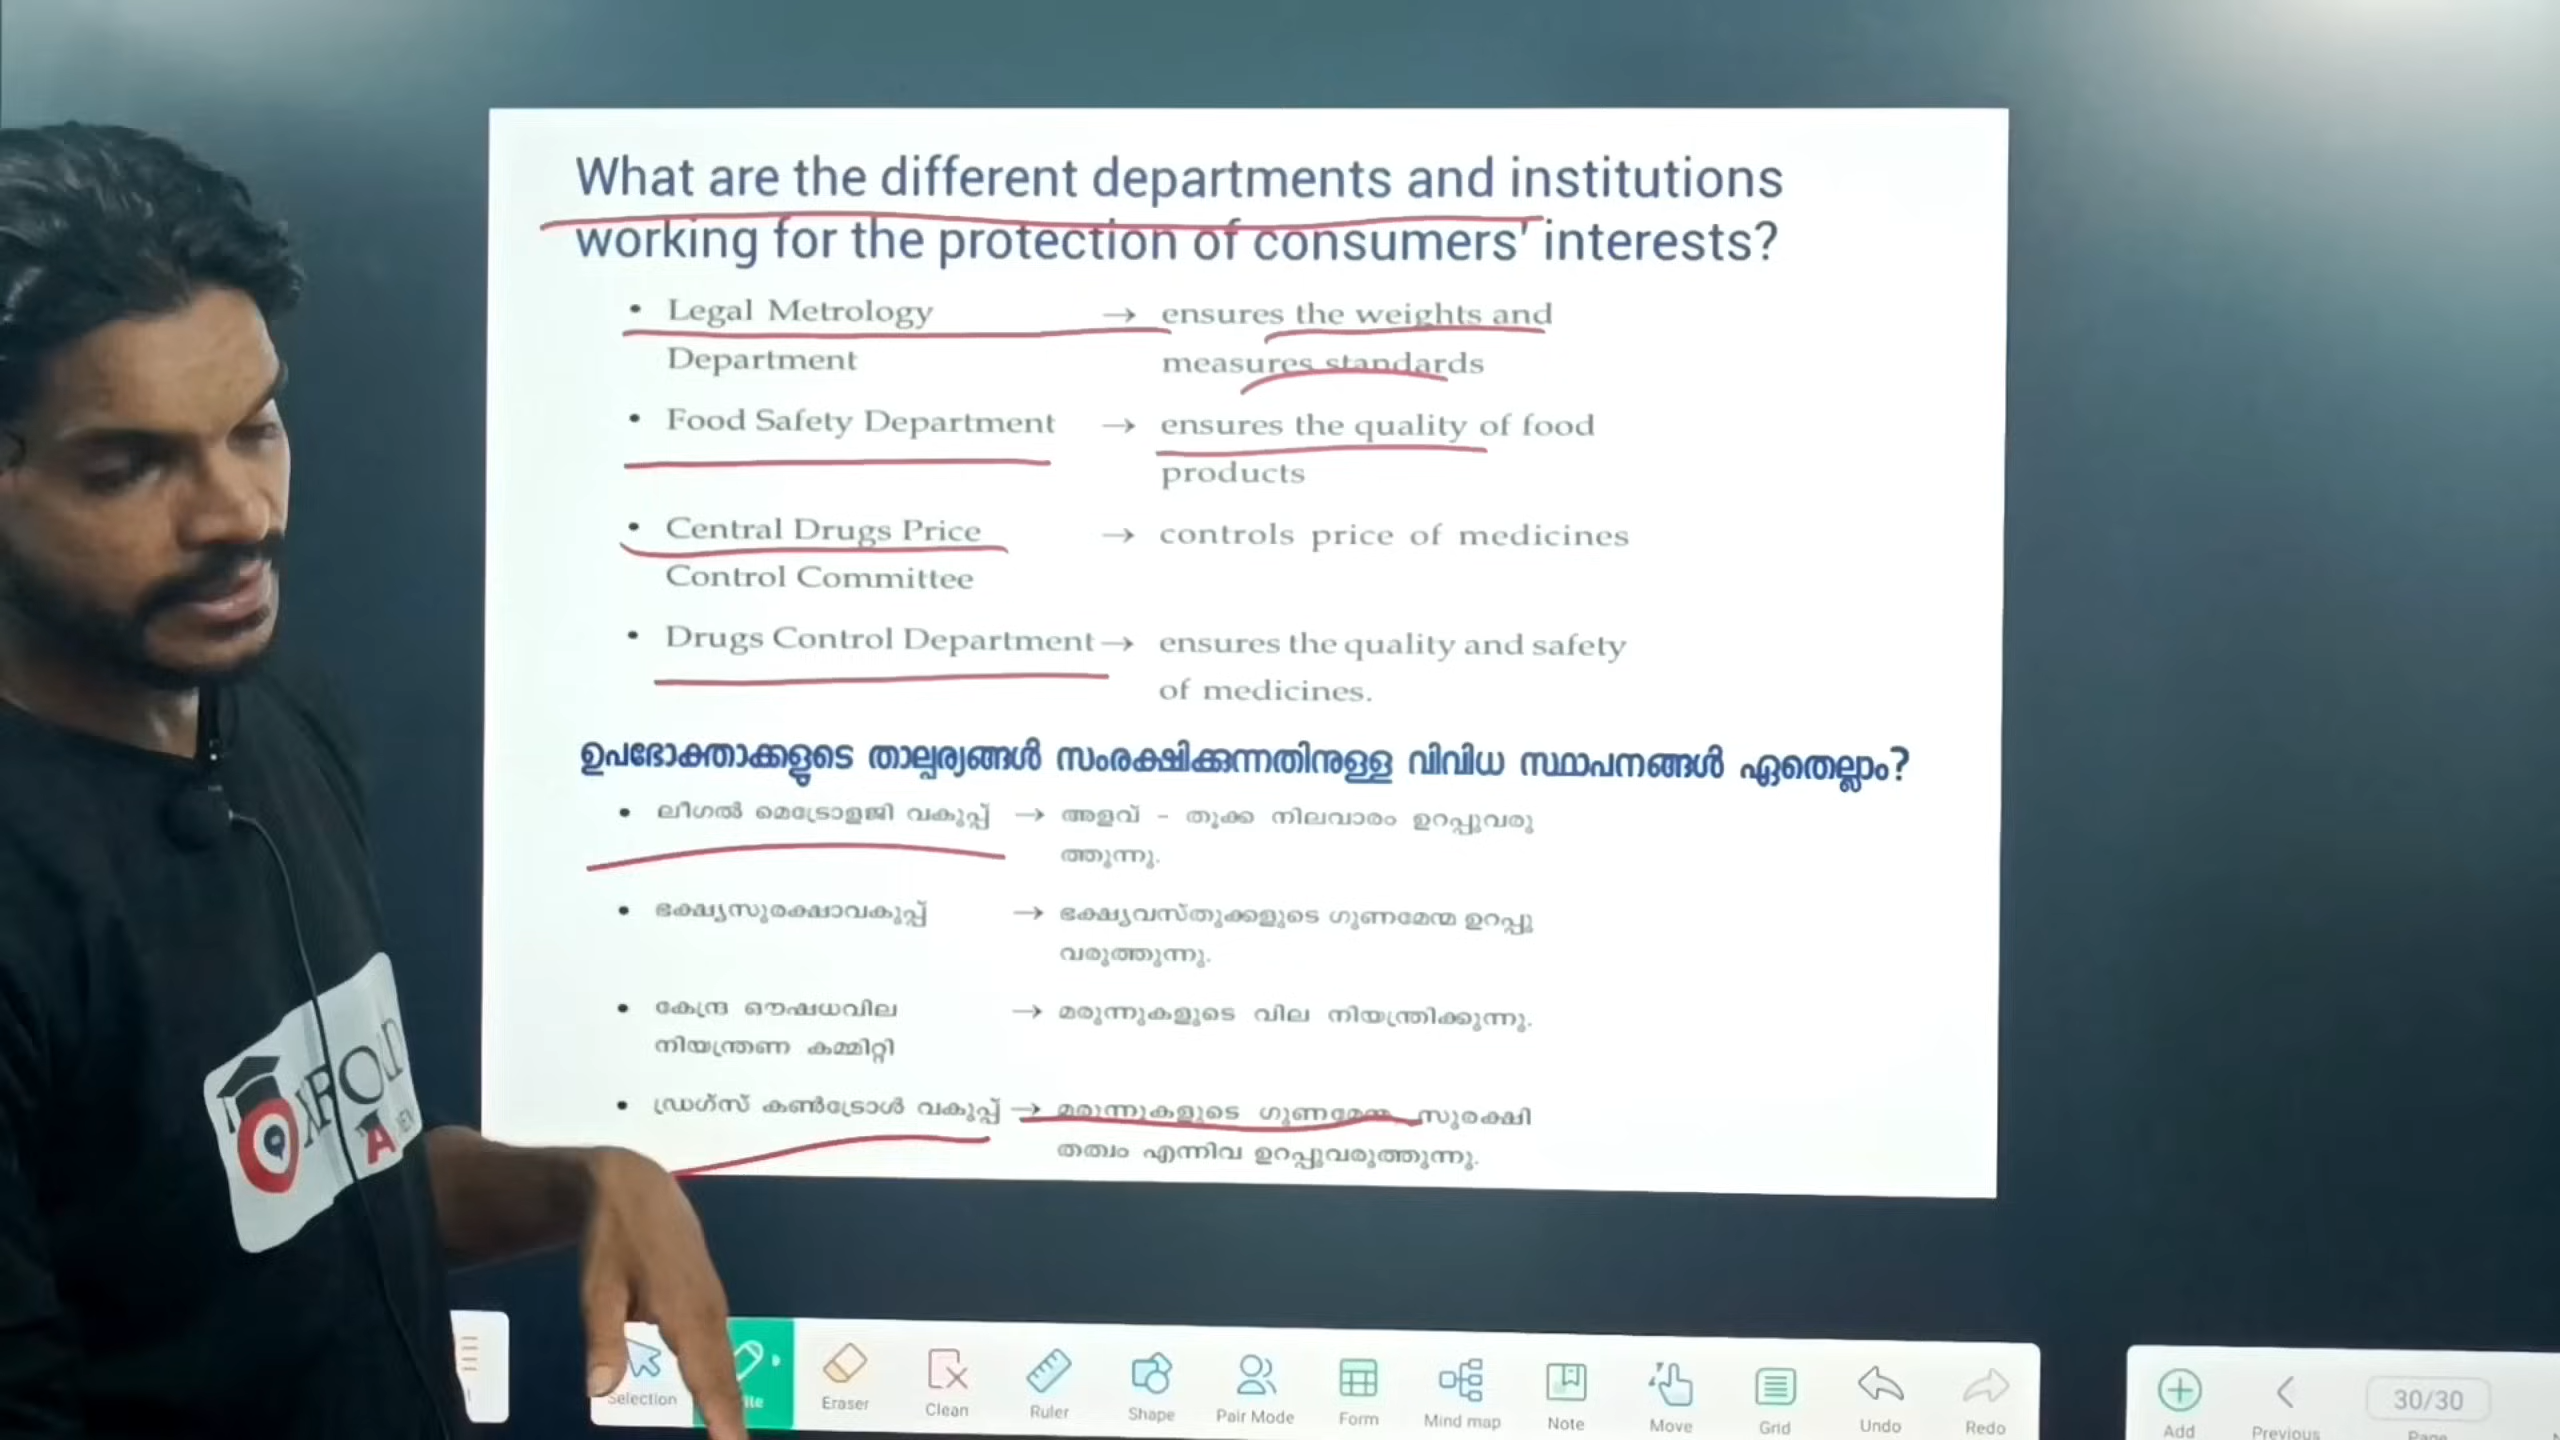 What are the different departments and institutions
working for the protection of consumers' interests?
• Legal Metrology → ensures the weights and
Department measures standards
• Food Safety Department → ensures the quality of food
products
• Central Drugs Price → controls price of medicines
Control Committee
• Drugs Control Department → ensures the quality and safety
of medicines.
ഉപഭോക്താക്കളുടെ താല്പര്യങ്ങൾ സംരക്ഷിക്കുന്നതിനുള്ള വിവിധ സ്ഥാപനങ്ങൾ ഏതെല്ലാം?
• ലീഗൽ മെട്രോളജി വകുപ്പ് → അളവ് - തൂക്ക നിലവാരം ഉറപ്പുവരു
ത്തുന്നു.
• ഭക്ഷ്യസുരക്ഷാവകുപ്പ് → ഭക്ഷ്യവസ്തുക്കളുടെ ഗുണമേന്മ ഉറപ്പു
വരുത്തുന്നു.
• കേന്ദ്ര ഔഷധവില → മരുന്നുകളുടെ വില നിയന്ത്രിക്കുന്നു.
നിയന്ത്രണ കമ്മിറ്റി
• ഡ്രഗ്സ് കൺട്രോൾ വകുപ്പ് → മരുന്നുകളുടെ ഗുണമേന്മ, സുരക്ഷി
തത്വം എന്നിവ ഉറപ്പുവരുത്തുന്നു.
Selection Eraser Clean Ruler Shape Pair Mode Form Mind map Note Move Grid Undo Redo
Add Previous 30/30 Page